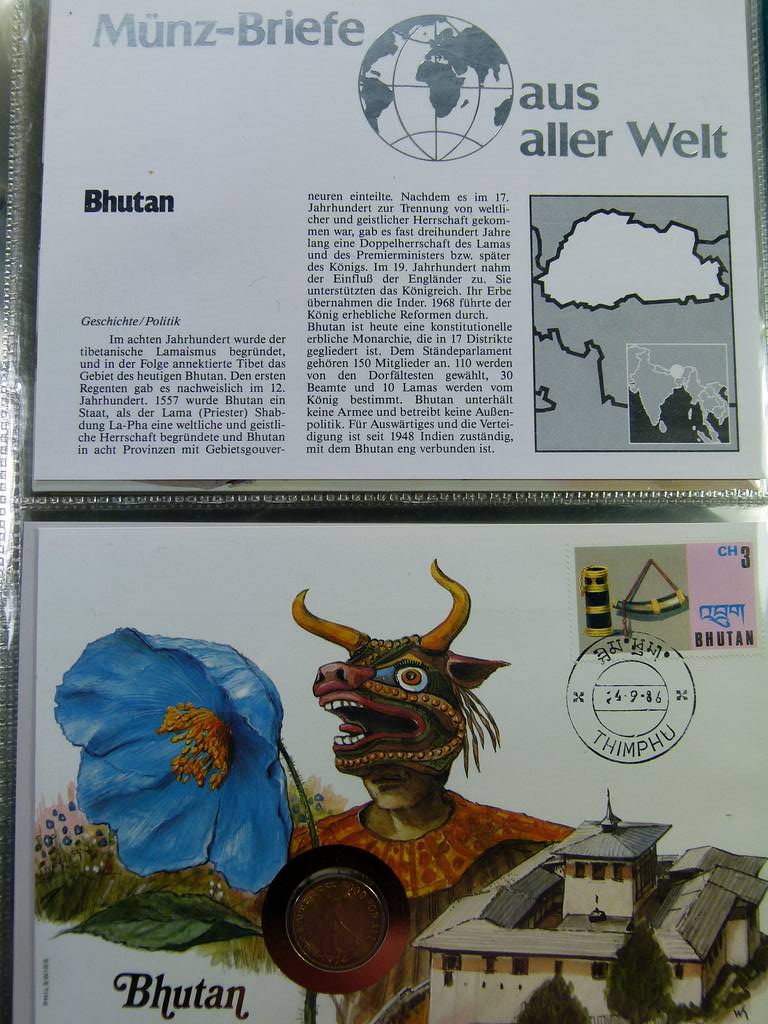 Münz-Briefe
aus
aller Welt
Bhutan
Geschichte/Politik
Im achten Jahrhundert wurde der
tibetanische Lamaismus begründet,
und in der Folge annektierte Tibet das
Gebiet des heutigen Bhutan. Den ersten
Regenten gab es nachweislich im 12.
Jahrhundert. 1557 wurde Bhutan ein
Staat, als der Lama (Priester) Shab-
dung La-Pha eine weltliche und geistli-
che Herrschaft begründete und Bhutan
in acht Provinzen mit Gebietsgouver-
neuren einteilte. Nachdem es im 17.
Jahrhundert zur Trennung von weltli-
cher und geistlicher Herrschaft gekom-
men war, gab es fast dreihundert Jahre
lang eine Doppelherrschaft des Lamas
und des Premierministers bzw. später
des Königs. Im 19. Jahrhundert nahm
der Einfluß der Engländer zu. Sie
unterstützten das Königreich. Ihr Erbe
übernahmen die Inder. 1968 führte der
König erhebliche Reformen durch.
Bhutan ist heute eine konstitutionelle
erbliche Monarchie, die in 17 Distrikte
gegliedert ist. Dem Ständeparlament
gehören 150 Mitglieder an. 110 werden
von den Dorfältesten gewählt, 30
Beamte und 10 Lamas werden vom
König bestimmt. Bhutan unterhält
keine Armee und betreibt keine Außen-
politik. Für Auswärtiges und die Vertei-
digung ist seit 1948 Indien zuständig,
mit dem Bhutan eng verbunden ist.
CH 3
འབྲུག
BHUTAN
4-9-86
THIMPHU
PHILSWISS
Bhutan